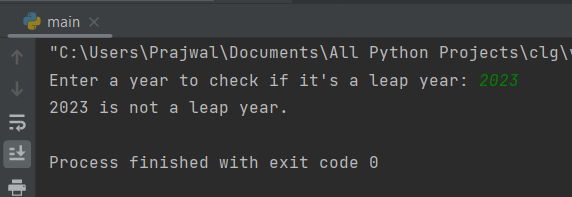 main
"C:\Users\Prajwal\Documents\All Python Projects\clg\
Enter a year to check if it's a leap year: 2023
2023 is not a leap year.
Process finished with exit code 0